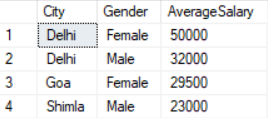 City Gender AverageSalary
1 Delhi Female 50000
2 Delhi Male 32000
3 Goa Female 29500
4 Shimla Male 23000